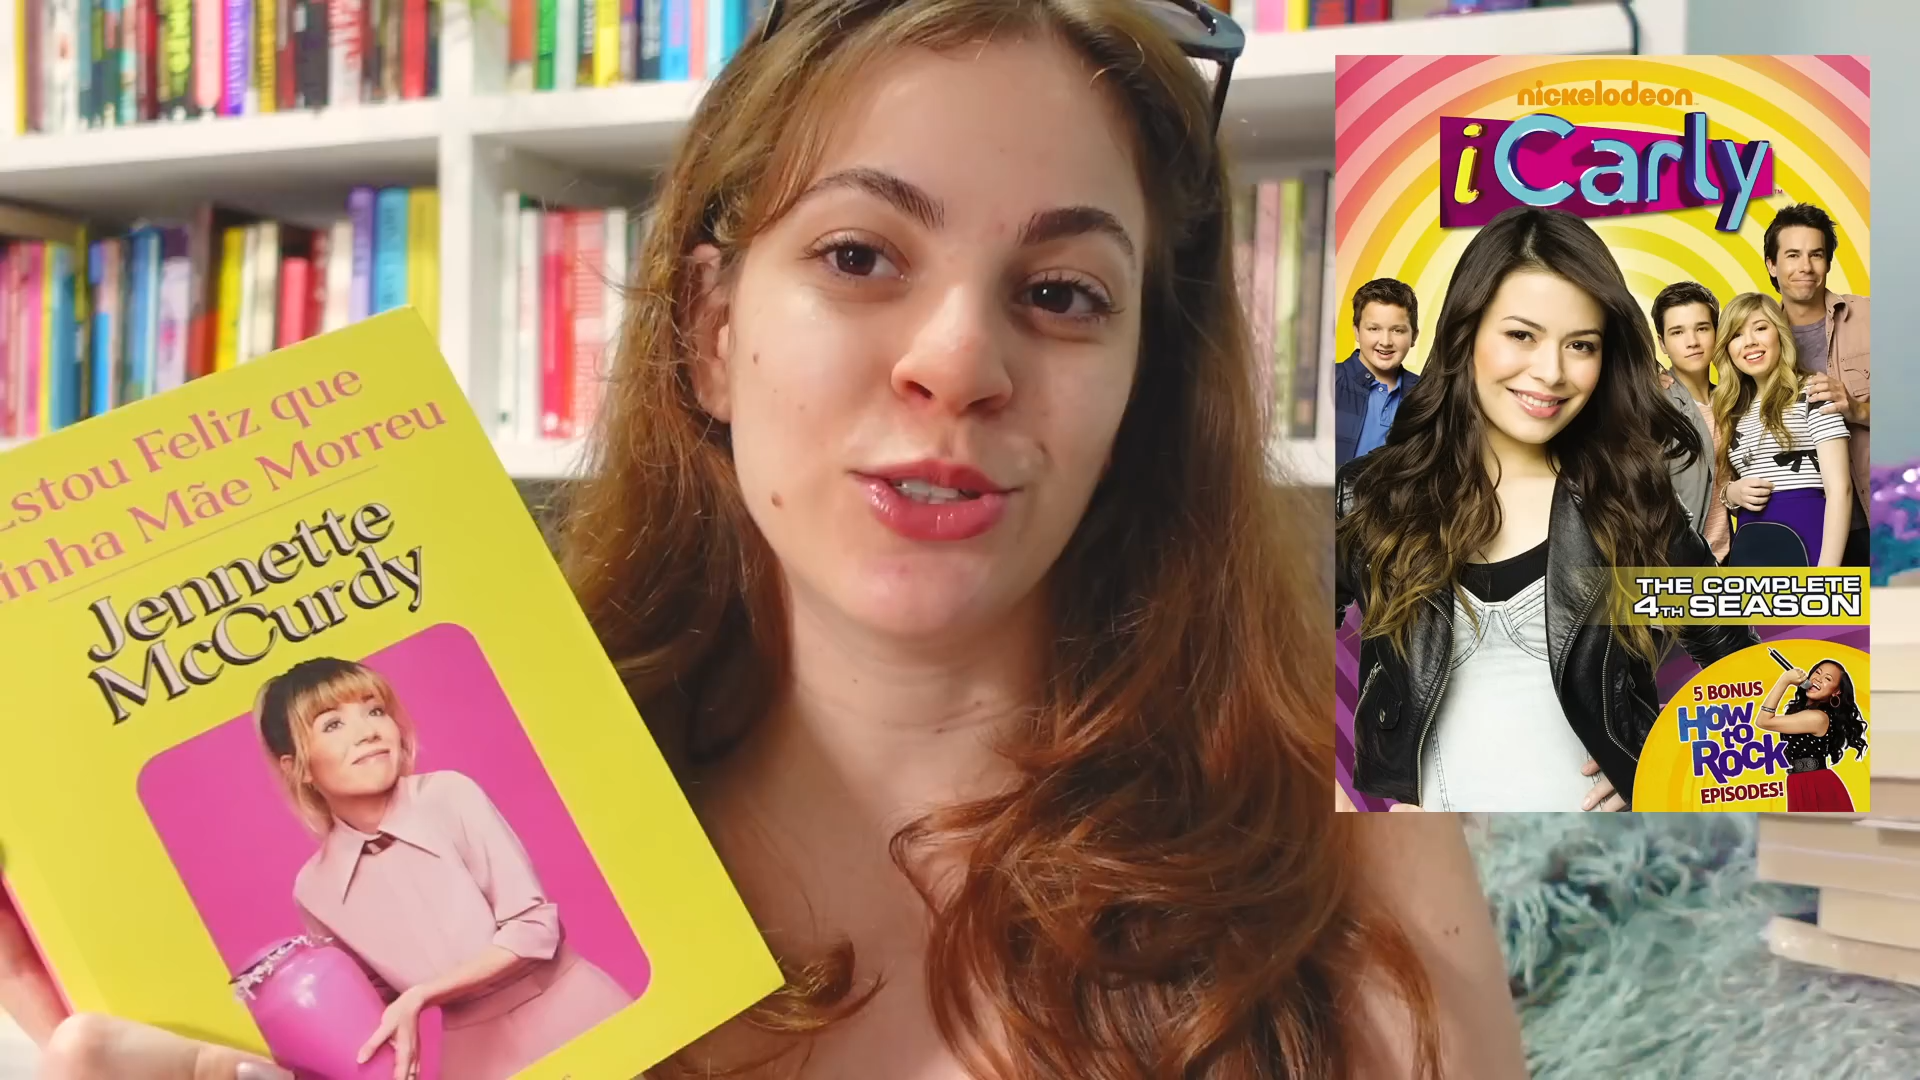 Estou Feliz que
inha Mãe Morreu
Jennette
McCurdy
nickelodeon
iCarly
THE COMPLETE
4TH SEASON
5 BONUS
How
to
Rock
EPISODES!